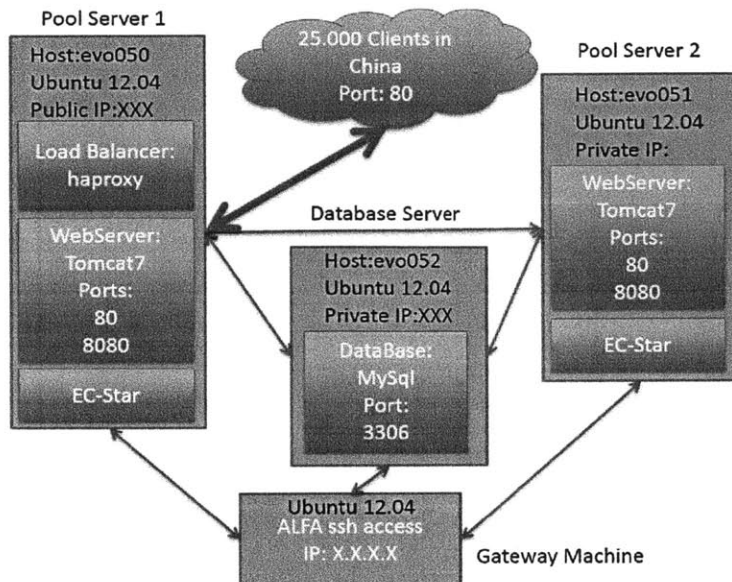 Pool Server 1
Host:evo050
Ubuntu 12.04
Public IP:XXX
Load Balancer:
haproxy
WebServer:
Tomcat7
Ports:
80
8080
EC-Star
25.000 Clients in
China
Port: 80
Pool Server 2
Host:evo051
Ubuntu 12.04
Private IP:
WebServer:
Tomcat7
Ports:
80
8080
EC-Star
Database Server
Host:evo052
Ubuntu 12.04
Private IP:XXX
DataBase:
MySql
Port:
3306
Ubuntu 12.04
ALFA ssh access
IP: X.X.X.X
Gateway Machine